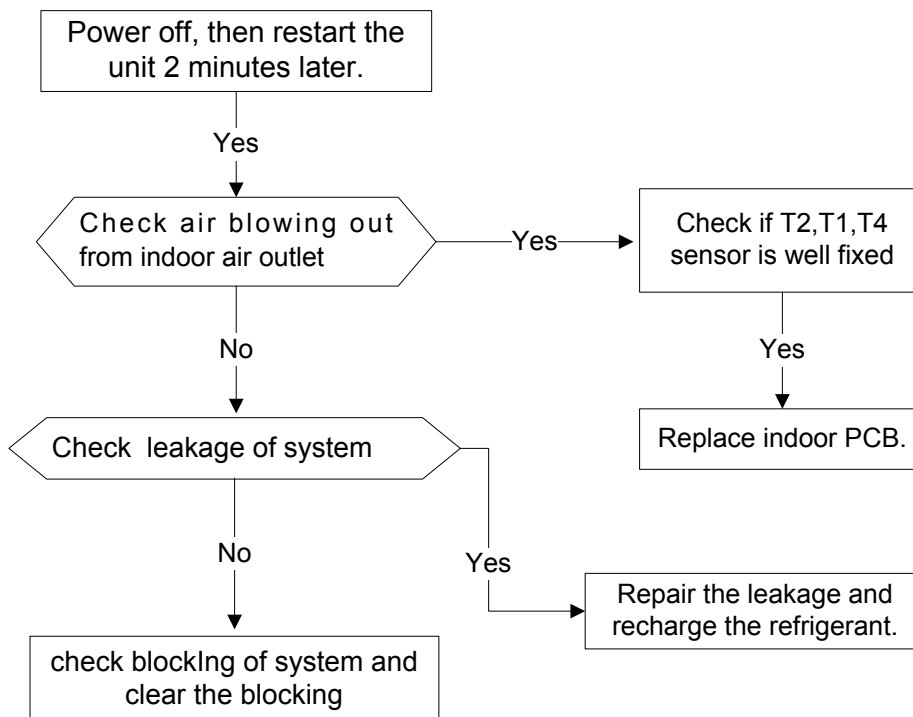 Power off, then restart the
unit 2 minutes later.
Yes
Check air blowing out
from indoor air outlet
Yes
Check if T2,T1,T4
sensor is well fixed
No
Yes
Check leakage of system
Replace indoor PCB.
No
Yes
Repair the leakage and
recharge the refrigerant.
check blockIng of system and
clear the blocking